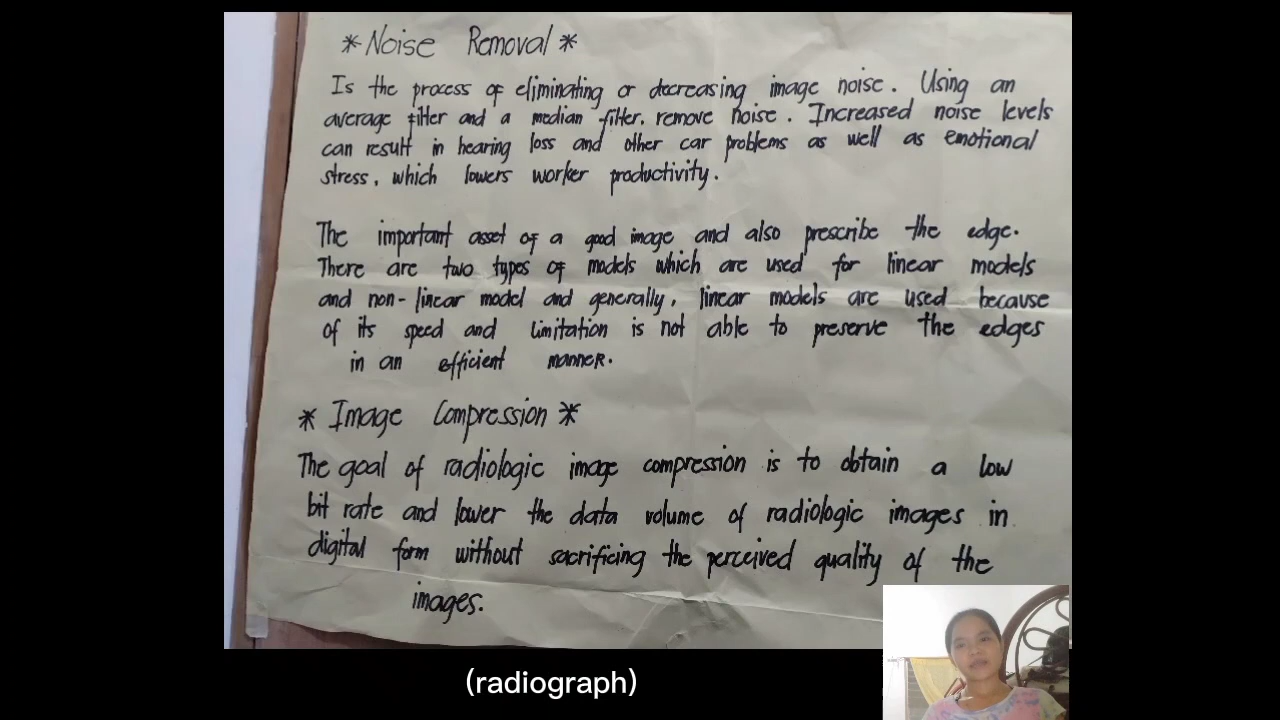 *Noise Removal*
Is the process of eliminating or decreasing image noise. Using an
average filter and a median filter. remove noise. Increased noise levels
can result in hearing loss and other car problems as well as emotional
stress, which lowers worker productivity.
The important asset of a good image and also prescribe the edge.
There are two types of models which are used for linear models
and non-linear model and generally, linear models are used because
of its speed and limitation is not able to preserve the edges
in an efficient manner.
* Image Compression *
The goal of radiologic image compression is to obtain a low
bit rate and lower the data volume of radiologic images in
digital form without sacrificing the perceived quality of the
images.
(radiograph)